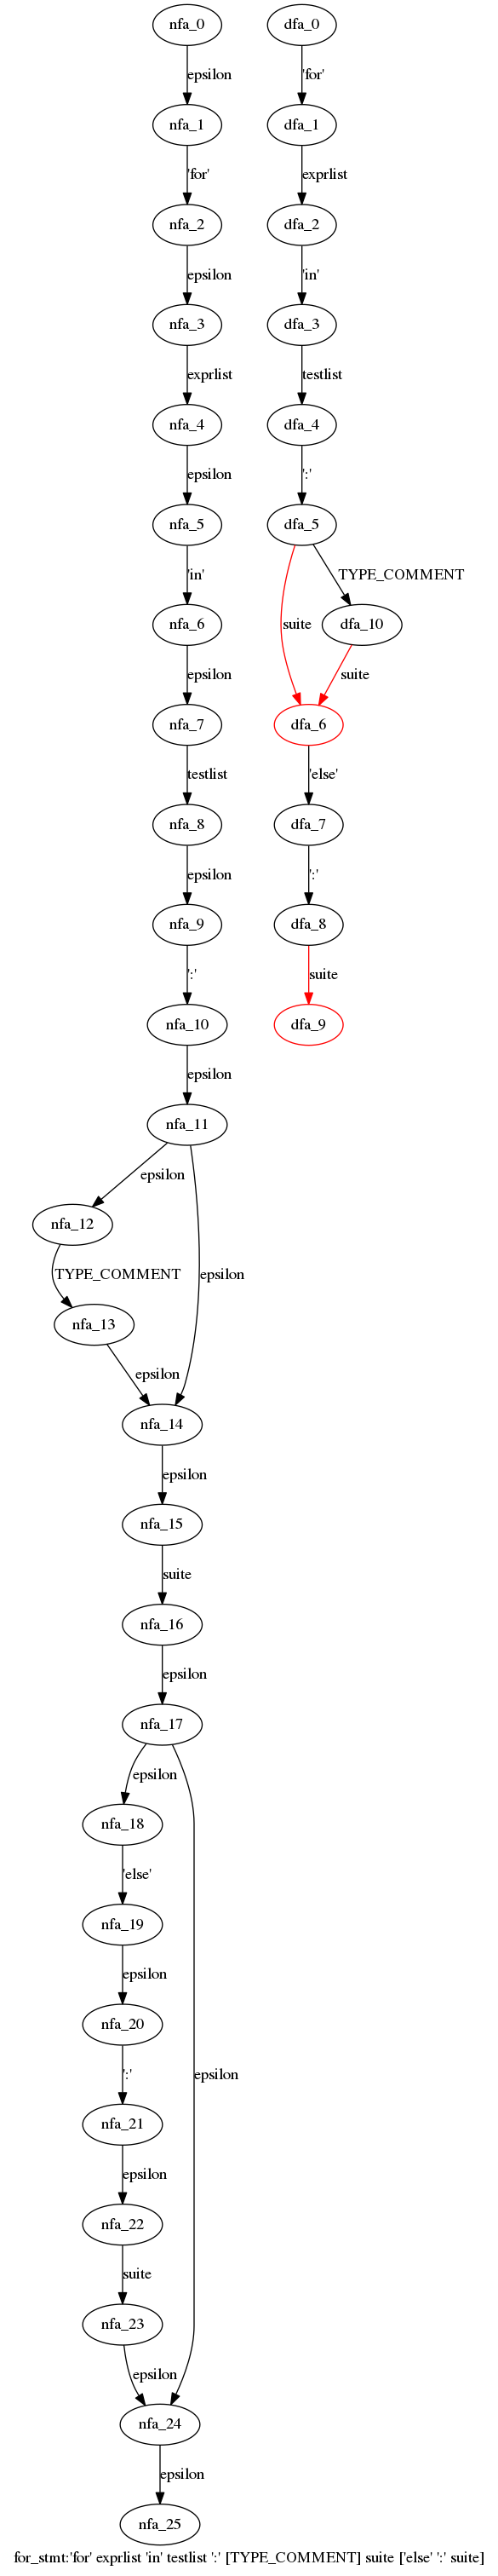 nfa_0 dfa_0
epsilon 'for'
nfa_1 dfa_1
'for' exprlist
nfa_2 dfa_2
epsilon 'in'
nfa_3 dfa_3
exprlist testlist
nfa_4 dfa_4
epsilon ':'
nfa_5 dfa_5
'in' TYPE_COMMENT
nfa_6 suite dfa_10
epsilon suite
nfa_7 dfa_6
testlist 'else'
nfa_8 dfa_7
epsilon ':'
nfa_9 dfa_8
':' suite
nfa_10 dfa_9
epsilon
nfa_11
epsilon
nfa_12
TYPE_COMMENT epsilon
nfa_13
epsilon
nfa_14
epsilon
nfa_15
suite
nfa_16
epsilon
nfa_17
epsilon
nfa_18
'else'
nfa_19
epsilon
nfa_20
':' epsilon
nfa_21
epsilon
nfa_22
suite
nfa_23
epsilon
nfa_24
epsilon
nfa_25
for_stmt:'for' exprlist 'in' testlist ':' [TYPE_COMMENT] suite ['else' ':' suite]